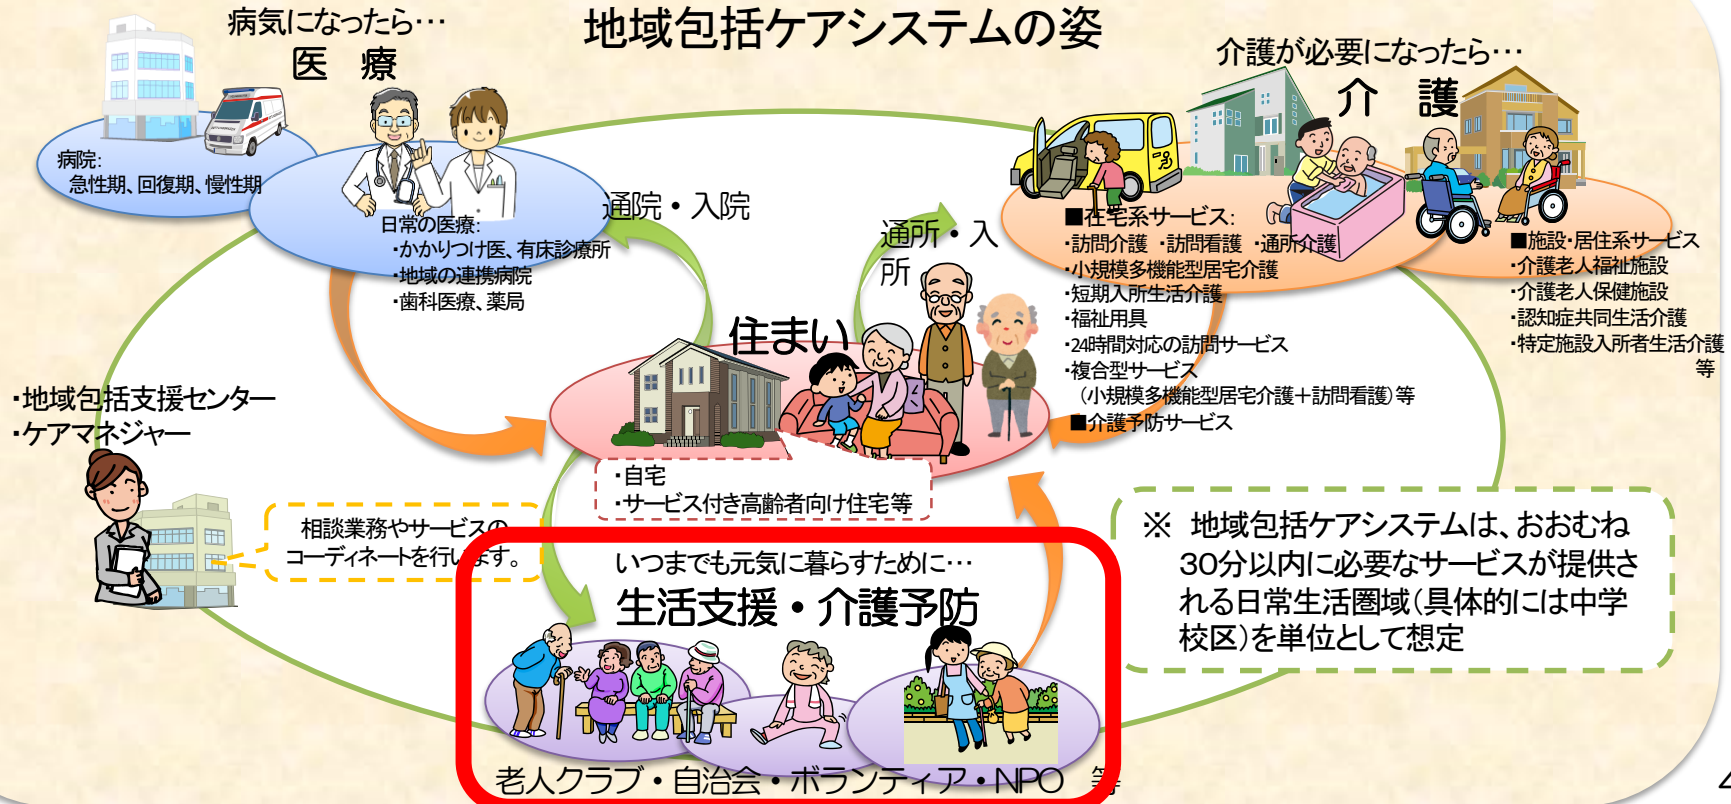 地域包括ケアシステムの姿
病気になったら…
医 療
病院:
急性期、回復期、慢性期
日常の医療:
・かかりつけ医、有床診療所
・地域の連携病院
・歯科医療、薬局
通院・入院
通所・入
所
介護が必要になったら…
介 護
■在宅系サービス:
・訪問介護 ・訪問看護 ・通所介護
・小規模多機能型居宅介護
・短期入所生活介護
・福祉用具
・24時間対応の訪問サービス
・複合型サービス
(小規模多機能型居宅介護+訪問看護)等
■介護予防サービス
■施設・居住系サービス
・介護老人福祉施設
・介護老人保健施設
・認知症共同生活介護
・特定施設入所者生活介護
等
住まい
・自宅
・サービス付き高齢者向け住宅等
・地域包括支援センター
・ケアマネジャー
相談業務やサービスの
コーディネートを行います。
いつまでも元気に暮らすために…
生活支援・介護予防
老人クラブ・自治会・ボランティア・NPO 等
※ 地域包括ケアシステムは、おおむね
30分以内に必要なサービスが提供さ
れる日常生活圏域(具体的には中学
校区)を単位として想定
4